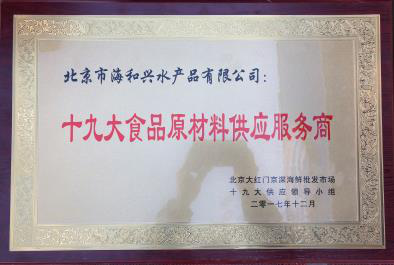 北京市海和兴水产品有限公司：
十九大食品原材料供应服务商
北京大红门京深海鲜批发市场
十九大供应领导小组
二零一七年十二月